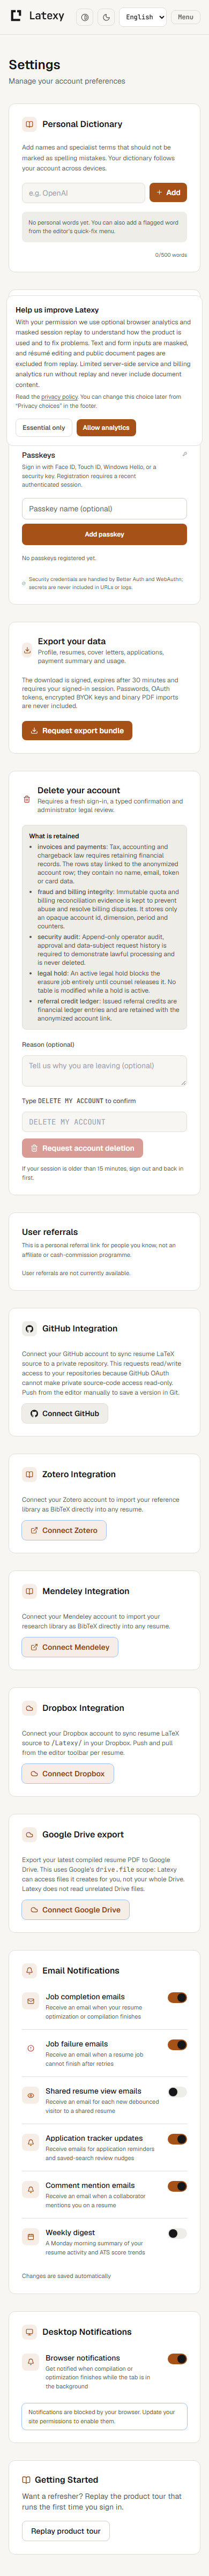 Latexy
English
Menu
Settings
Manage your account preferences
Personal Dictionary
Add names and specialist terms that should not be
marked as spelling mistakes. Your dictionary follows
your account across devices.
e.g. OpenAI
+ Add
No personal words yet. You can also add a flagged word
from the editor's quick-fix menu.
0/500 words
Help us improve Latexy
With your permission we use optional browser analytics and
masked session replay to understand how the product is
used and to fix problems. Text and form inputs are masked,
and résumé editing and public document pages are
excluded from replay. Limited server-side service and billing
analytics run without replay and never include document
content.
Read the privacy policy. You can change this choice later from
“Privacy choices” in the footer.
Essential only
Allow analytics
Passkeys
Sign in with Face ID, Touch ID, Windows Hello, or a
security key. Registration requires a recent
authenticated session.
Passkey name (optional)
Add passkey
No passkeys registered yet.
Security credentials are handled by Better Auth and WebAuthn;
secrets are never included in URLs or logs.
Export your data
Profile, resumes, cover letters, applications,
payment summary and usage.
The download is signed, expires after 30 minutes and
requires your signed-in session. Passwords, OAuth
tokens, encrypted BYOK keys and binary PDF imports
are never included.
Request export bundle
Delete your account
Requires a fresh sign-in, a typed confirmation and
administrator legal review.
What is retained
• invoices and payments: Tax, accounting and
chargeback law requires retaining financial
records. The rows stay linked to the anonymized
account row; they contain no name, email, token
or card data.
• fraud and billing integrity: Immutable quota and
billing reconciliation evidence is kept to prevent
abuse and resolve billing disputes. It stores only
an opaque account id, dimension, period and
counters.
• security audit: Append-only operator audit,
approval and data-subject request history is
required to demonstrate lawful processing and
is never deleted.
• legal hold: An active legal hold blocks the
erasure job entirely until counsel releases it. No
table is modified while a hold is active.
• referral credit ledger: Issued referral credits are
financial ledger entries and are retained with the
anonymized account link.
Reason (optional)
Tell us why you are leaving (optional)
Type DELETE MY ACCOUNT to confirm
DELETE MY ACCOUNT
Request account deletion
If your session is older than 15 minutes, sign out and back in
first.
User referrals
This is a personal referral link for people you know, not an
affiliate or cash-commission programme.
User referrals are not currently available.
GitHub Integration
Connect your GitHub account to sync resume LaTeX
source to a private repository. This requests read/write
access to your repositories because GitHub OAuth
cannot make private source-code access read-only.
Push from the editor manually to save a version in Git.
Connect GitHub
Zotero Integration
Connect your Zotero account to import your reference
library as BibTeX directly into any resume.
Connect Zotero
Mendeley Integration
Connect your Mendeley account to import your
research library as BibTeX directly into any resume.
Connect Mendeley
Dropbox Integration
Connect your Dropbox account to sync resume LaTeX
source to /Latexy/ in your Dropbox. Push and pull
from the editor toolbar per resume.
Connect Dropbox
Google Drive export
Export your latest compiled resume PDF to Google
Drive. This uses Google's drive.file scope: Latexy
can access files it creates for you, not your whole Drive.
Latexy does not read unrelated Drive files.
Connect Google Drive
Email Notifications
Job completion emails
Receive an email when your resume
optimization or compilation finishes
Job failure emails
Receive an email when a resume job
cannot finish after retries
Shared resume view emails
Receive an email for each new debounced
visitor to a shared resume
Application tracker updates
Receive emails for application reminders
and saved-search review nudges
Comment mention emails
Receive an email when a collaborator
mentions you on a resume
Weekly digest
A Monday morning summary of your
resume activity and ATS score trends
Changes are saved automatically
Desktop Notifications
Browser notifications
Get notified when compilation or
optimization finishes while the tab is in
the background
Notifications are blocked by your browser. Update your
site permissions to enable them.
Getting Started
Want a refresher? Replay the product tour that
runs the first time you sign in.
Replay product tour